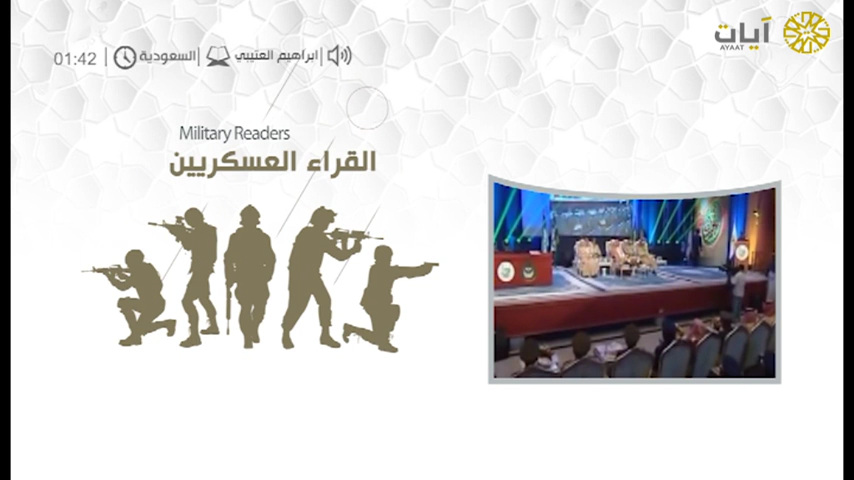 آيات
AYAAT
ابراهيم العتيبي | السعودية | 01:42
Military Readers
القراء العسكريين